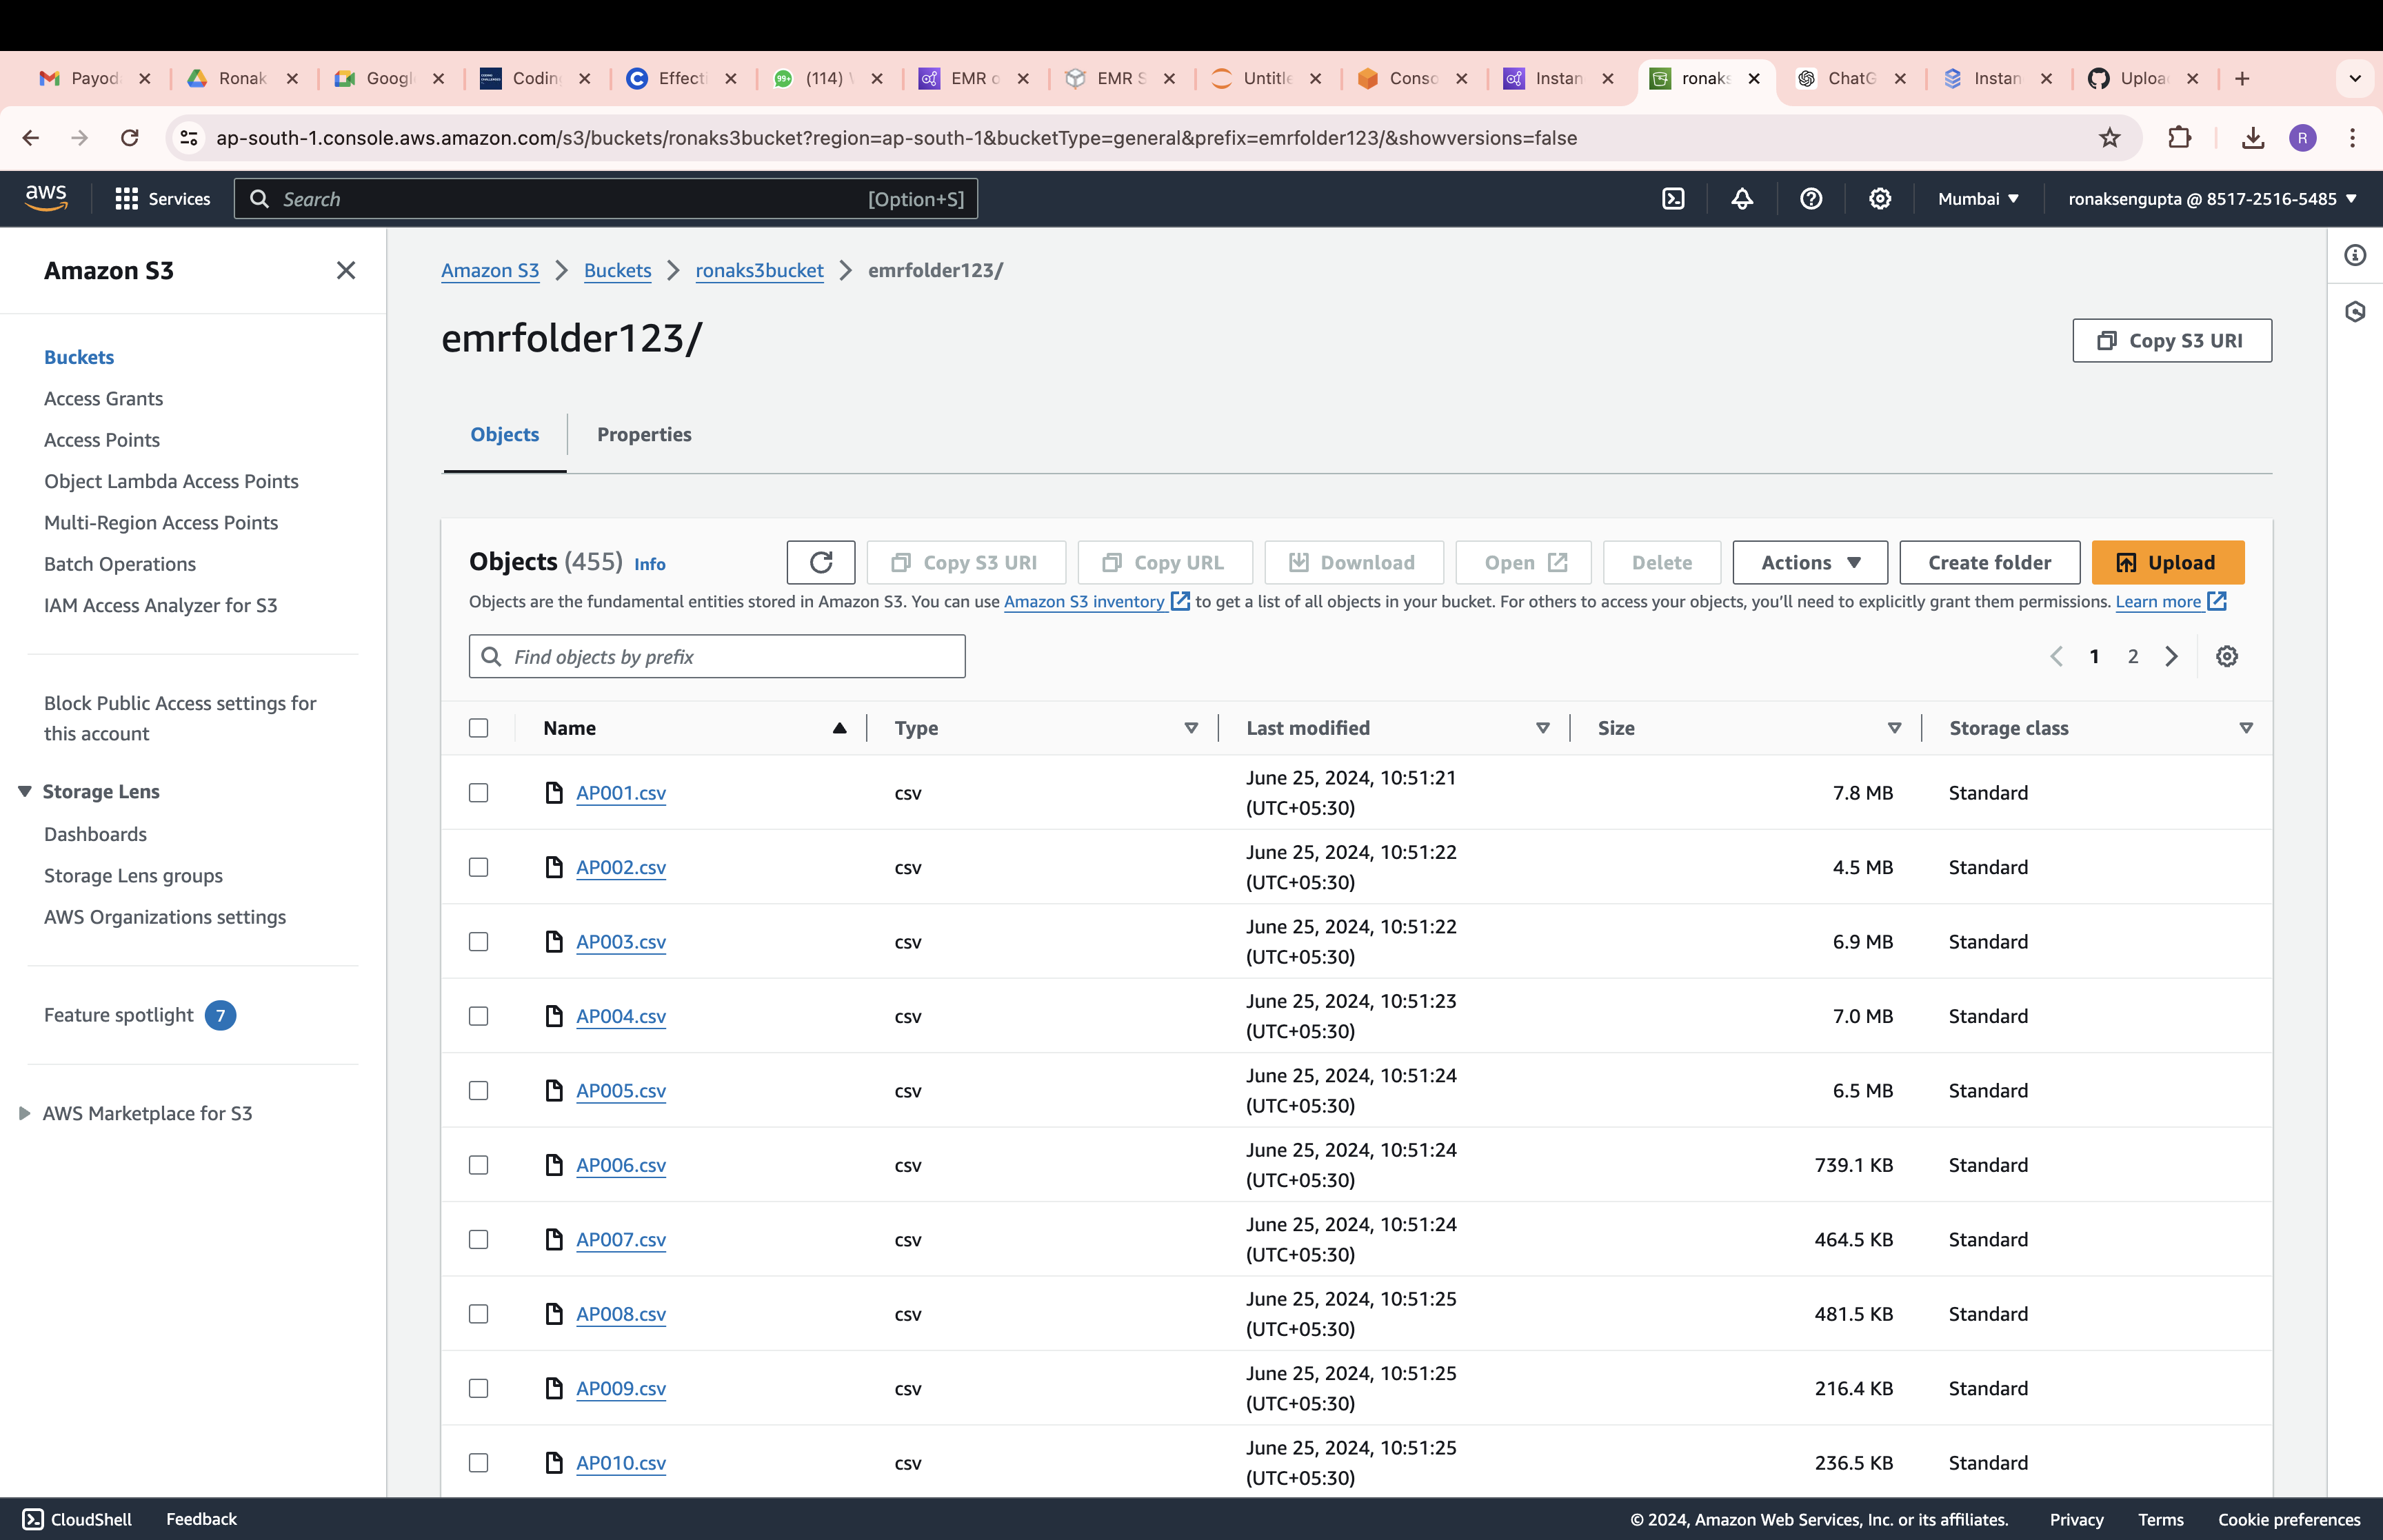 Payod
Ronak
Googl
Coding
Effecti
(114)
EMR o
EMR S
Untitle
Conso
Instan
ronaks
ChatG
Instan
Uploa
ap-south-1.console.aws.amazon.com/s3/buckets/ronaks3bucket?region=ap-south-1&bucketType=general&prefix=emrfolder123/&showversions=false
R
aws
Services
Search
[Option+S]
Mumbai
ronaksengupta @ 8517-2516-5485
Amazon S3
Buckets
Access Grants
Access Points
Object Lambda Access Points
Multi-Region Access Points
Batch Operations
IAM Access Analyzer for S3
Block Public Access settings for
this account
Storage Lens
Dashboards
Storage Lens groups
AWS Organizations settings
Feature spotlight 7
AWS Marketplace for S3
Amazon S3 > Buckets > ronaks3bucket > emrfolder123/
emrfolder123/
Copy S3 URI
Objects
Properties
Objects (455) Info
Copy S3 URI
Copy URL
Download
Open
Delete
Actions
Create folder
Upload
Objects are the fundamental entities stored in Amazon S3. You can use Amazon S3 inventory to get a list of all objects in your bucket. For others to access your objects, you’ll need to explicitly grant them permissions. Learn more
Find objects by prefix
1 2
Name Type Last modified Size Storage class
AP001.csv csv June 25, 2024, 10:51:21 (UTC+05:30) 7.8 MB Standard
AP002.csv csv June 25, 2024, 10:51:22 (UTC+05:30) 4.5 MB Standard
AP003.csv csv June 25, 2024, 10:51:22 (UTC+05:30) 6.9 MB Standard
AP004.csv csv June 25, 2024, 10:51:23 (UTC+05:30) 7.0 MB Standard
AP005.csv csv June 25, 2024, 10:51:24 (UTC+05:30) 6.5 MB Standard
AP006.csv csv June 25, 2024, 10:51:24 (UTC+05:30) 739.1 KB Standard
AP007.csv csv June 25, 2024, 10:51:24 (UTC+05:30) 464.5 KB Standard
AP008.csv csv June 25, 2024, 10:51:25 (UTC+05:30) 481.5 KB Standard
AP009.csv csv June 25, 2024, 10:51:25 (UTC+05:30) 216.4 KB Standard
AP010.csv csv June 25, 2024, 10:51:25 (UTC+05:30) 236.5 KB Standard
CloudShell
Feedback
© 2024, Amazon Web Services, Inc. or its affiliates.
Privacy
Terms
Cookie preferences